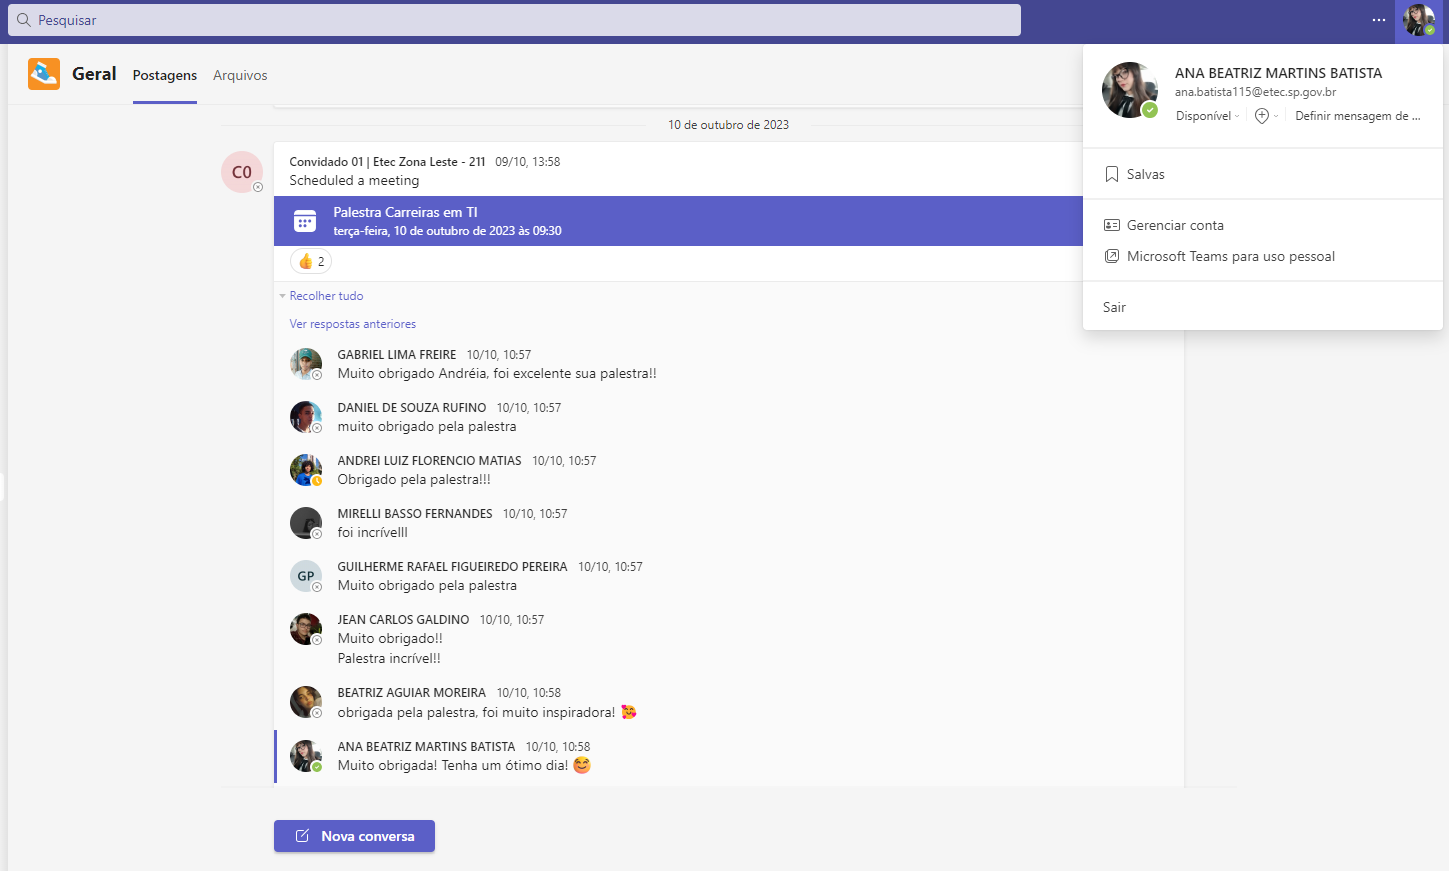 Pesquisar
Geral Postagens Arquivos
ANA BEATRIZ MARTINS BATISTA
ana.batista115@etec.sp.gov.br
Disponível Definir mensagem de ...
Salvas
Gerenciar conta
Microsoft Teams para uso pessoal
Sair
10 de outubro de 2023
C0
Convidado 01 | Etec Zona Leste - 211 09/10, 13:58
Scheduled a meeting
Palestra Carreiras em TI
terça-feira, 10 de outubro de 2023 às 09:30
👍 2
Recolher tudo
Ver respostas anteriores
GABRIEL LIMA FREIRE 10/10, 10:57
Muito obrigado Andréia, foi excelente sua palestra!!
DANIEL DE SOUZA RUFINO 10/10, 10:57
muito obrigado pela palestra
ANDREI LUIZ FLORENCIO MATIAS 10/10, 10:57
Obrigado pela palestra!!!
MIRELLI BASSO FERNANDES 10/10, 10:57
foi incrívelll
GP
GUILHERME RAFAEL FIGUEIREDO PEREIRA 10/10, 10:57
Muito obrigado pela palestra
JEAN CARLOS GALDINO 10/10, 10:57
Muito obrigado!!
Palestra incrível!!
BEATRIZ AGUIAR MOREIRA 10/10, 10:58
obrigada pela palestra, foi muito inspiradora! 🥰
ANA BEATRIZ MARTINS BATISTA 10/10, 10:58
Muito obrigada! Tenha um ótimo dia! 😊
Nova conversa